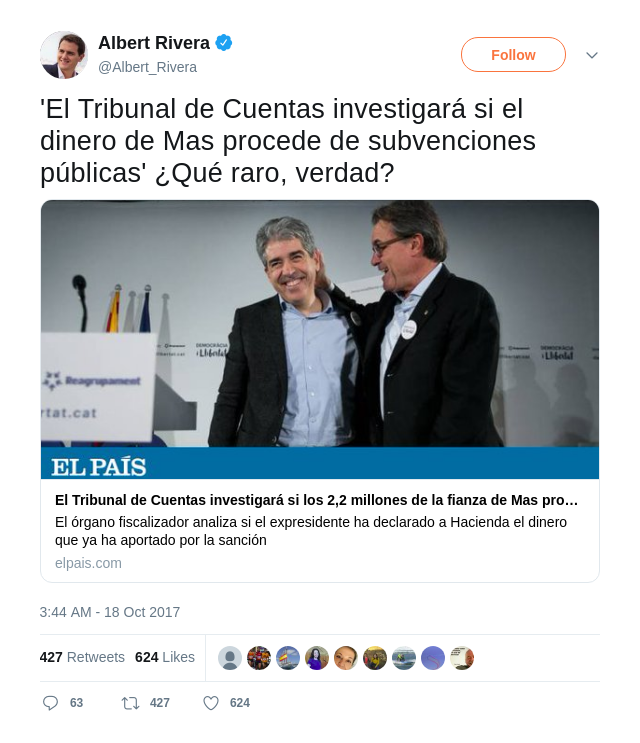 Albert Rivera
@Albert_Rivera
Follow
'El Tribunal de Cuentas investigará si el
dinero de Mas procede de subvenciones
públicas' ¿Qué raro, verdad?
DEMOCRÀCIA
i Llibertat
Reagrupament
rtat.cat
EL PAÍS
El Tribunal de Cuentas investigará si los 2,2 millones de la fianza de Mas pro…
El órgano fiscalizador analiza si el expresidente ha declarado a Hacienda el dinero
que ya ha aportado por la sanción
elpais.com
3:44 AM - 18 Oct 2017
427 Retweets 624 Likes
63 427 624